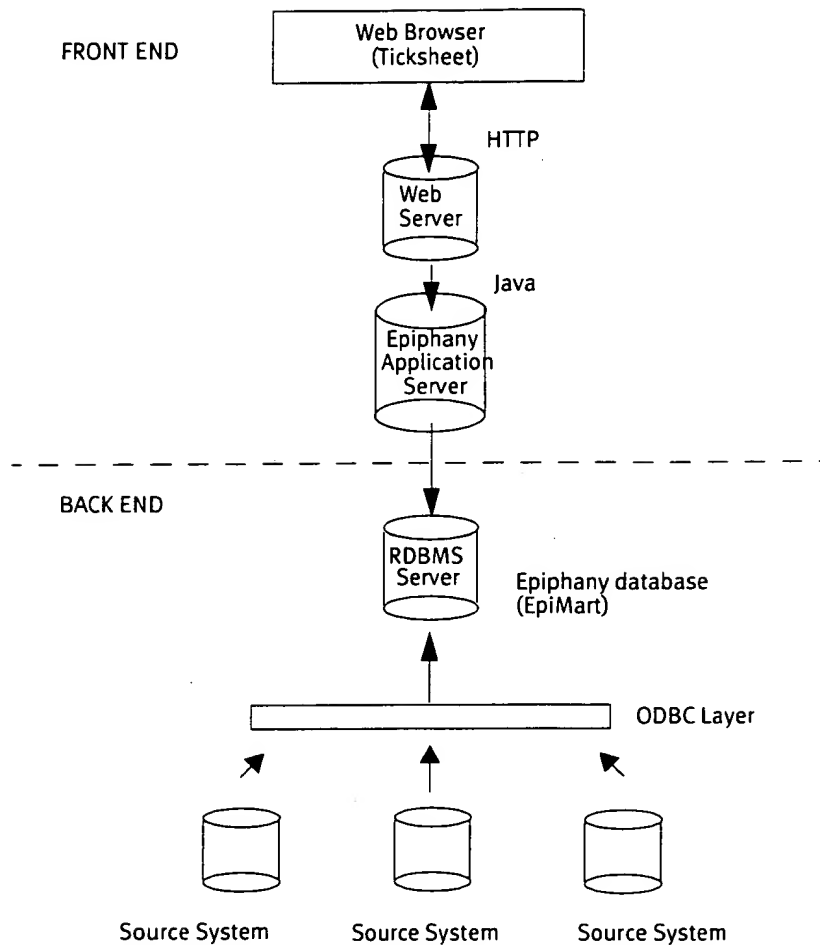 FRONT END
Web Browser
(Ticksheet)
HTTP
Web
Server
Java
Epiphany
Application
Server
BACK END
RDBMS
Server
Epiphany database
(EpiMart)
ODBC Layer
Source System
Source System
Source System